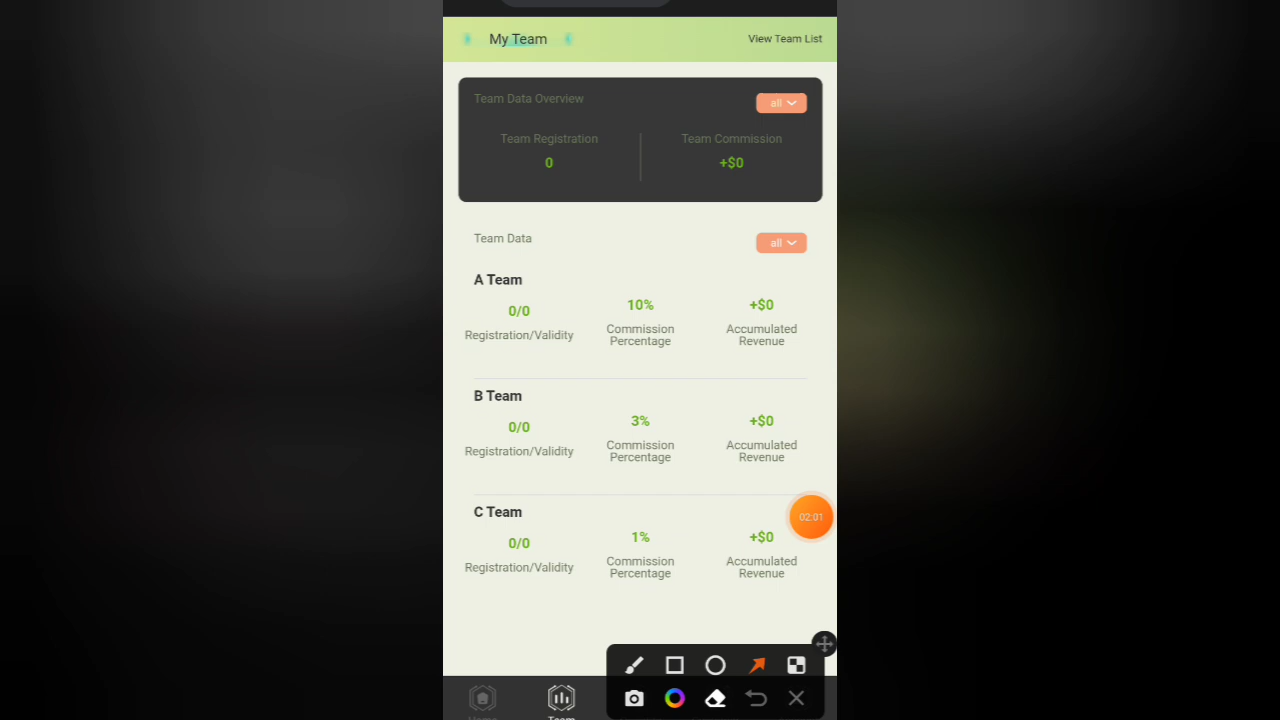 My Team
View Team List
Team Data Overview
all
Team Registration
Team Commission
0
+$0
Team Data
all
A Team
0/0
10%
+$0
Registration/Validity
Commission
Percentage
Accumulated
Revenue
B Team
0/0
3%
+$0
Registration/Validity
Commission
Percentage
Accumulated
Revenue
C Team
02:01
0/0
1%
+$0
Registration/Validity
Commission
Percentage
Accumulated
Revenue
Home
Team